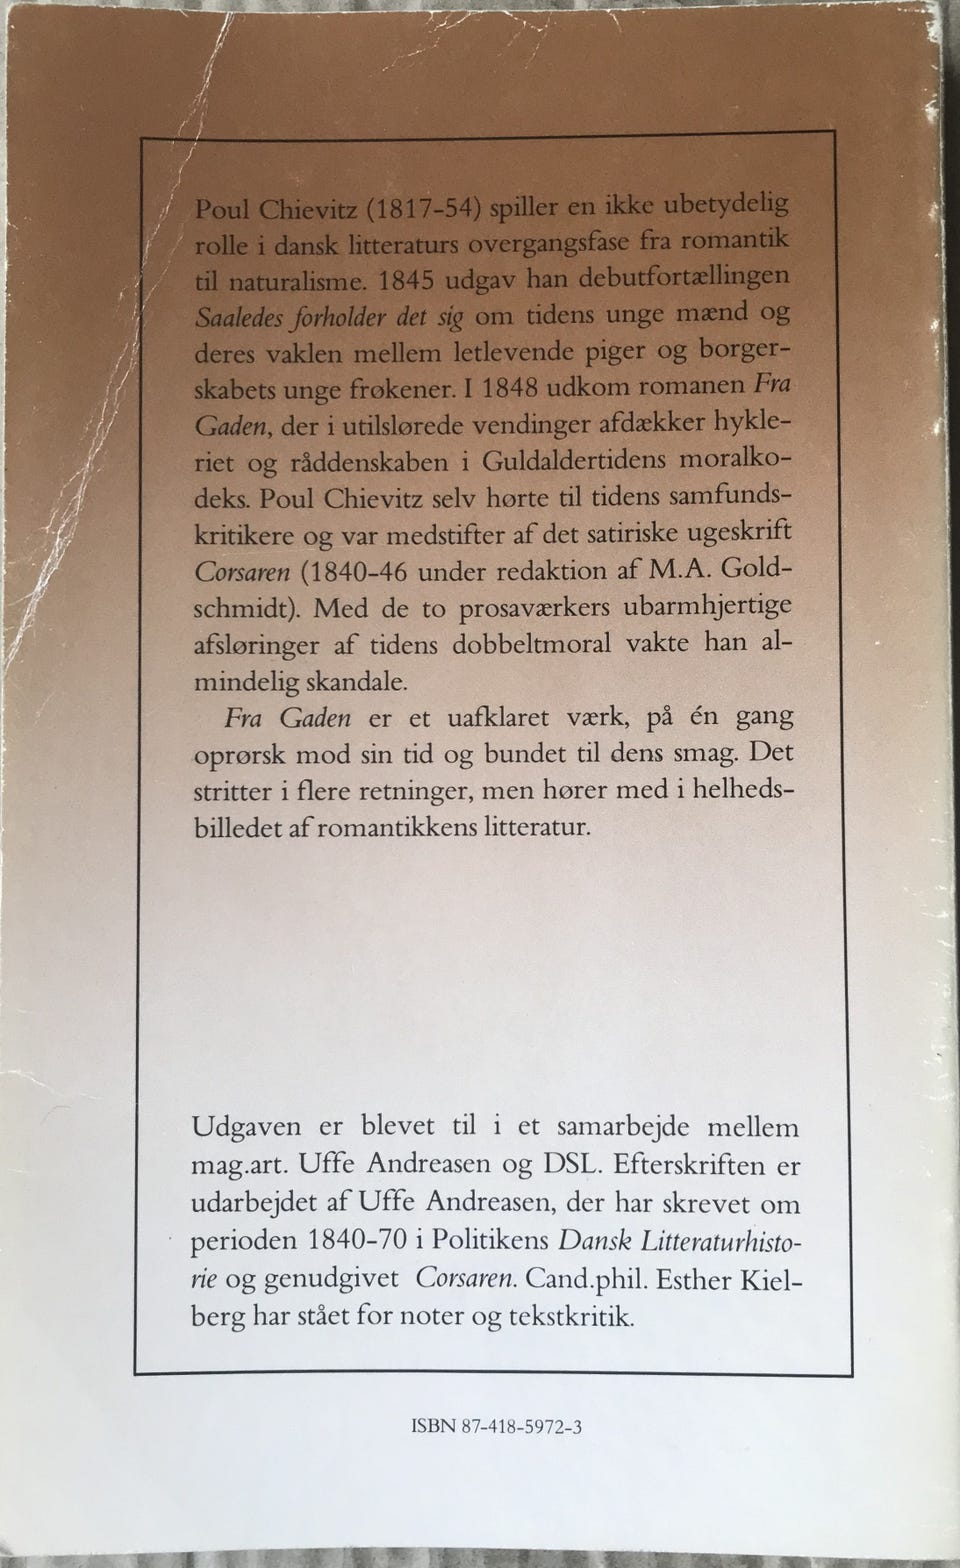 Poul Chievitz (1817-54) spiller en ikke ubetydelig
rolle i dansk litteraturs overgangsfase fra romantik
til naturalisme. 1845 udgav han debutfortællingen
Saaledes forholder det sig om tidens unge mænd og
deres vaklen mellem letlevende piger og borger-
skabets unge frøkener. I 1848 udkom romanen Fra
Gaden, der i utilslørede vendinger afdækker hykle-
riet og råddenskaben i Guldaldertidens moralko-
deks. Poul Chievitz selv hørte til tidens samfunds-
kritikere og var medstifter af det satiriske ugeskrift
Corsaren (1840-46 under redaktion af M.A. Gold-
schmidt). Med de to prosaværkers ubarmhjertige
afsløringer af tidens dobbeltmoral vakte han al-
mindelig skandale.
Fra Gaden er et uafklaret værk, på én gang
oprørsk mod sin tid og bundet til dens smag. Det
stritter i flere retninger, men hører med i helheds-
billedet af romantikkens litteratur.
Udgaven er blevet til i et samarbejde mellem
mag.art. Uffe Andreasen og DSL. Efterskriften er
udarbejdet af Uffe Andreasen, der har skrevet om
perioden 1840-70 i Politikens Dansk Litteraturhisto-
rie og genudgivet Corsaren. Cand.phil. Esther Kiel-
berg har stået for noter og tekstkritik.
ISBN 87-418-5972-3